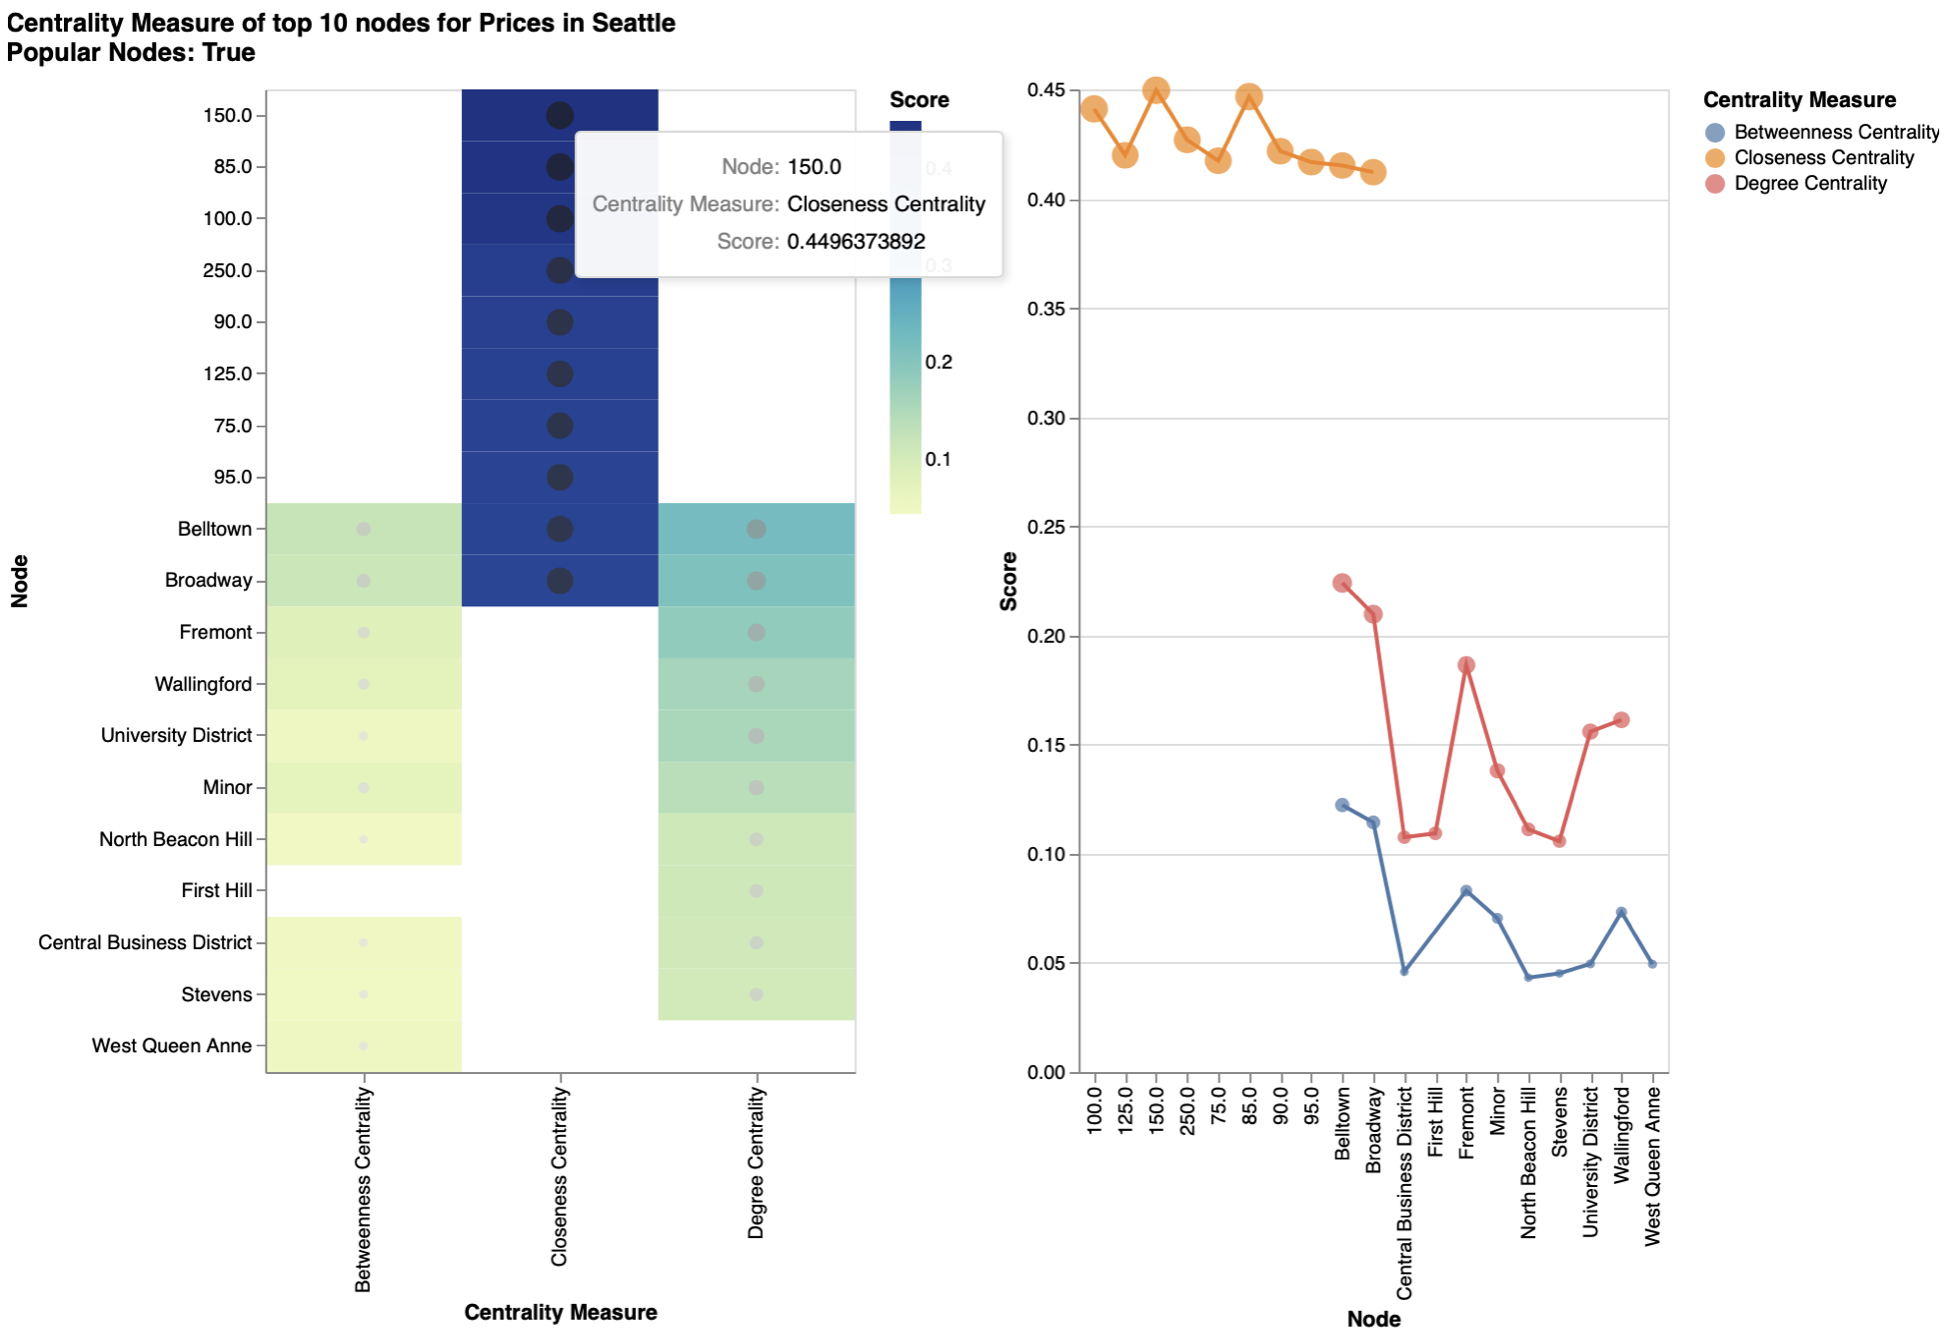 Centrality Measure of top 10 nodes for Prices in Seattle
Popular Nodes: True
Node
150.0
85.0
100.0
250.0
90.0
125.0
75.0
95.0
Belltown
Broadway
Fremont
Wallingford
University District
Minor
North Beacon Hill
First Hill
Central Business District
Stevens
West Queen Anne
Betweenness Centrality
Closeness Centrality
Degree Centrality
Centrality Measure
Node: 150.0
Centrality Measure: Closeness Centrality
Score: 0.4496373892
Score
0.4
0.3
0.2
0.1
Score
0.45
0.40
0.35
0.30
0.25
0.20
0.15
0.10
0.05
0.00
100.0
125.0
150.0
250.0
75.0
85.0
90.0
95.0
Belltown
Broadway
Central Business District
First Hill
Fremont
Minor
North Beacon Hill
Stevens
University District
Wallingford
West Queen Anne
Node
Centrality Measure
Betweenness Centrality
Closeness Centrality
Degree Centrality